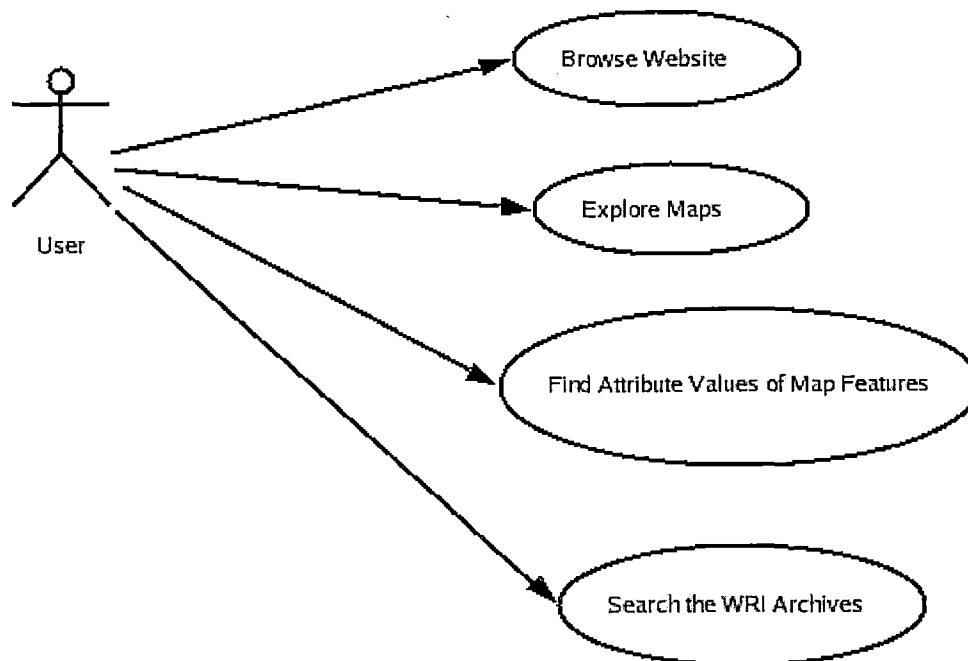 Browse Website
Explore Maps
User
Find Attribute Values of Map Features
Search the WRI Archives